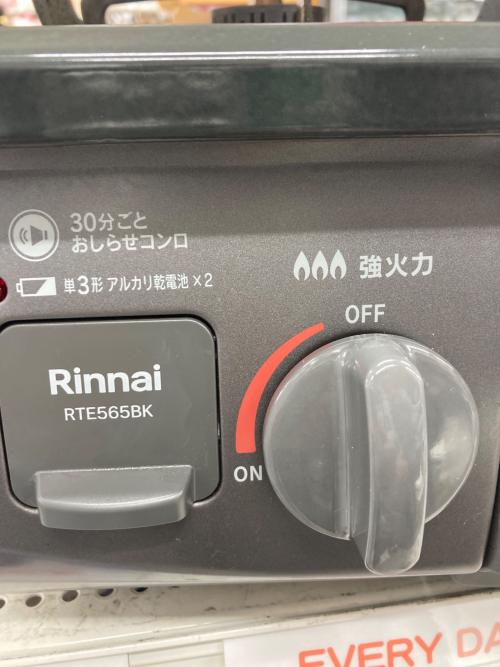 30分ごと
おしらせコンロ
単3形 アルカリ乾電池×2
強火力
OFF
Rinnai
RTE565BK
ON
EVERY DA